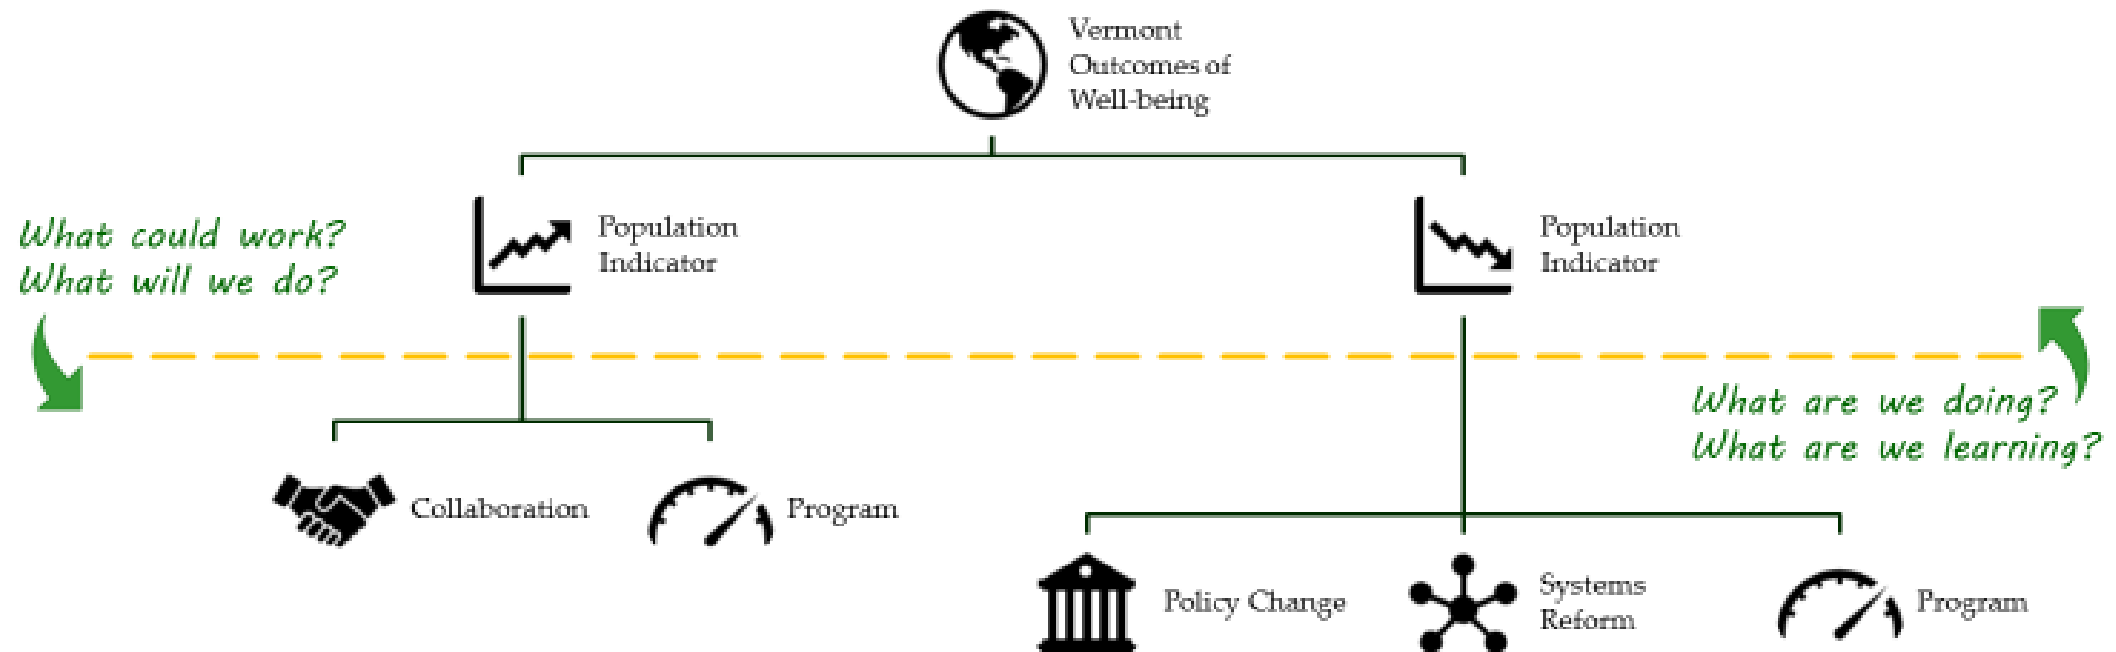 Vermont
Outcomes of
Well-being
What could work?
What will we do?
Population
Indicator
Population
Indicator
What are we doing?
What are we learning?
Collaboration
Program
Policy Change
Systems
Reform
Program